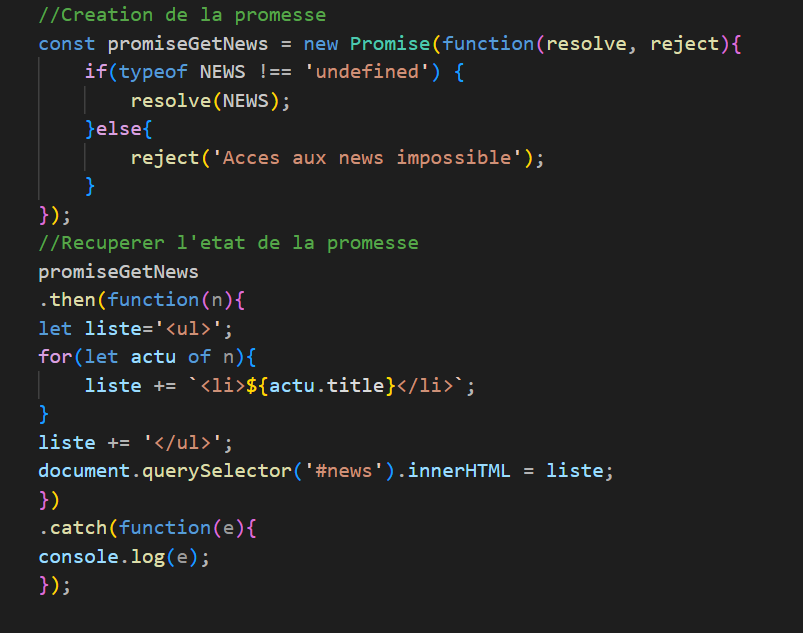 //Creation de la promesse
const promiseGetNews = new Promise(function(resolve, reject){
    if(typeof NEWS !== 'undefined') {
        resolve(NEWS);
    }else{
        reject('Acces aux news impossible');
    }
});
//Recuperer l'etat de la promesse
promiseGetNews
.then(function(n){
let liste='<ul>';
for(let actu of n){
    liste += `<li>${actu.title}</li>`;
}
liste += '</ul>';
document.querySelector('#news').innerHTML = liste;
})
.catch(function(e){
console.log(e);
});